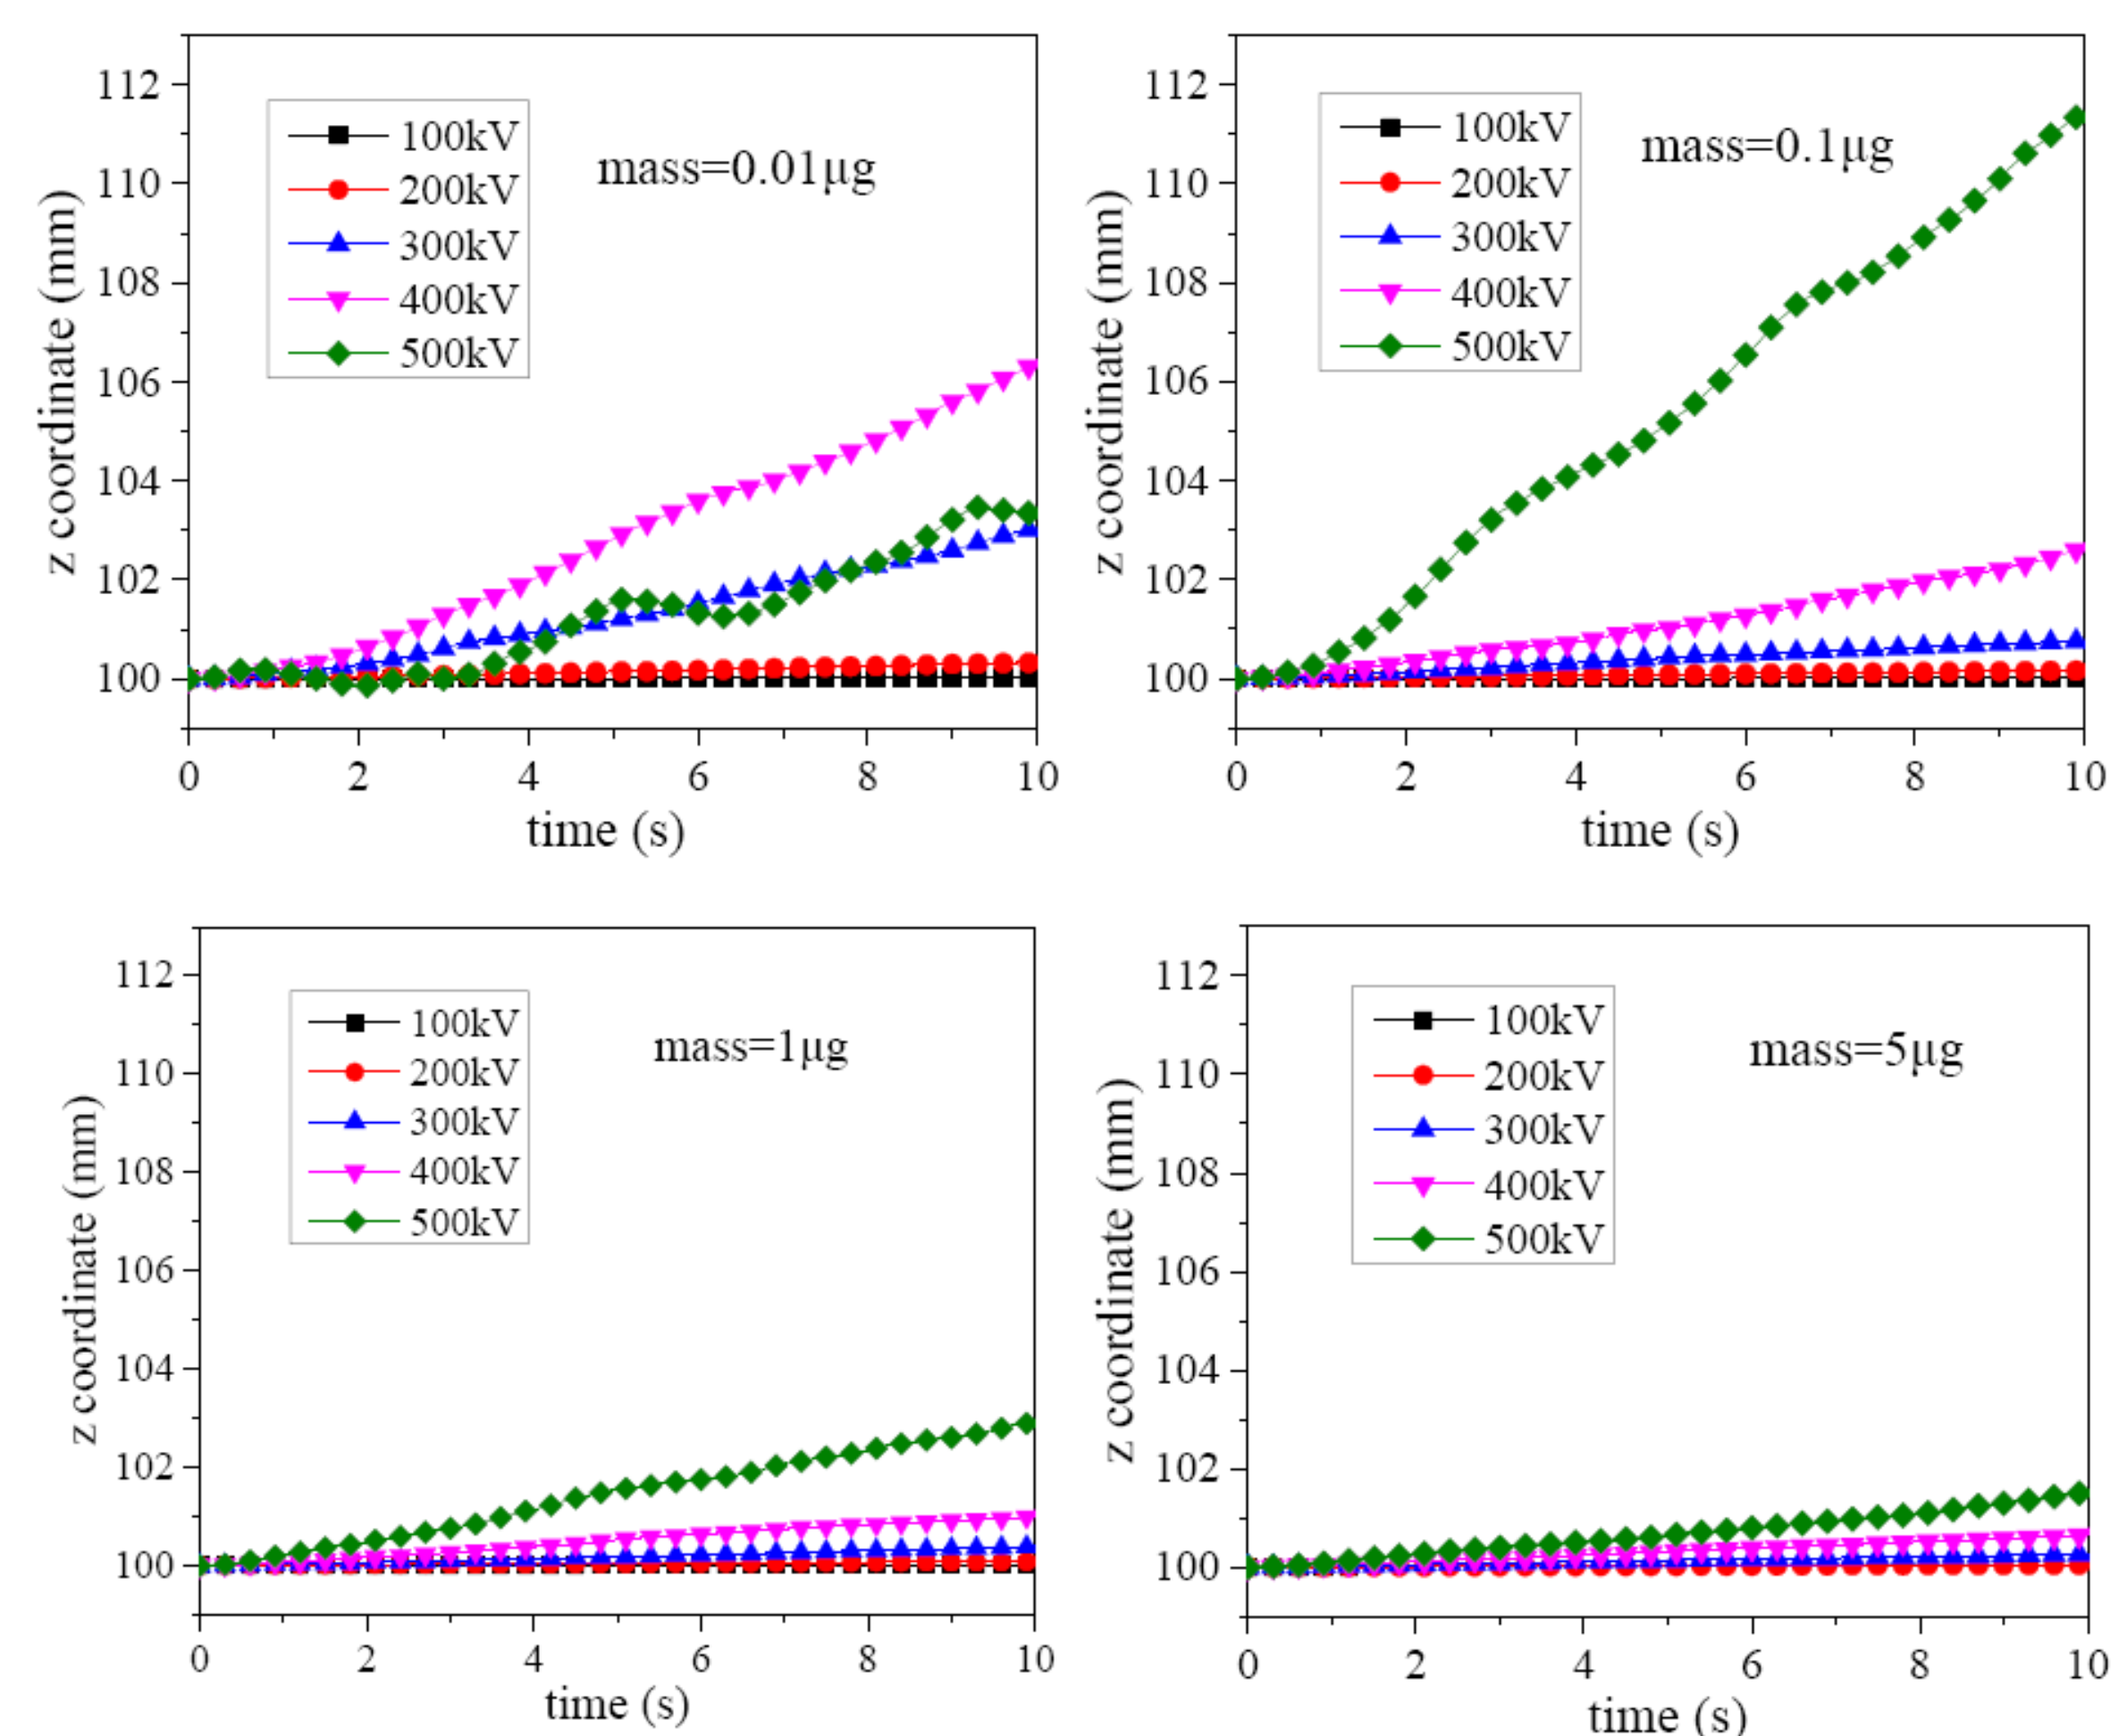 112
110
108
106
104
102
100
z coordinate (mm)
100kV
200kV
300kV
400kV
500kV
mass=0.01μg
0 2 4 6 8 10
time (s)
112
110
108
106
104
102
100
z coordinate (mm)
100kV
200kV
300kV
400kV
500kV
mass=0.1μg
0 2 4 6 8 10
time (s)
112
110
108
106
104
102
100
z coordinate (mm)
100kV
200kV
300kV
400kV
500kV
mass=1μg
0 2 4 6 8 10
time (s)
112
110
108
106
104
102
100
z coordinate (mm)
100kV
200kV
300kV
400kV
500kV
mass=5μg
0 2 4 6 8 10
time (s)